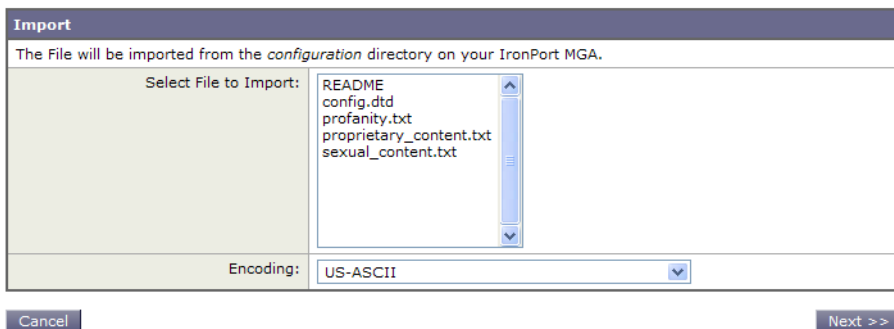 Import
The File will be imported from the configuration directory on your IronPort MGA.
Select File to Import:
README
config.dtd
profanity.txt
proprietary_content.txt
sexual_content.txt
Encoding:
US-ASCII
Cancel
Next >>